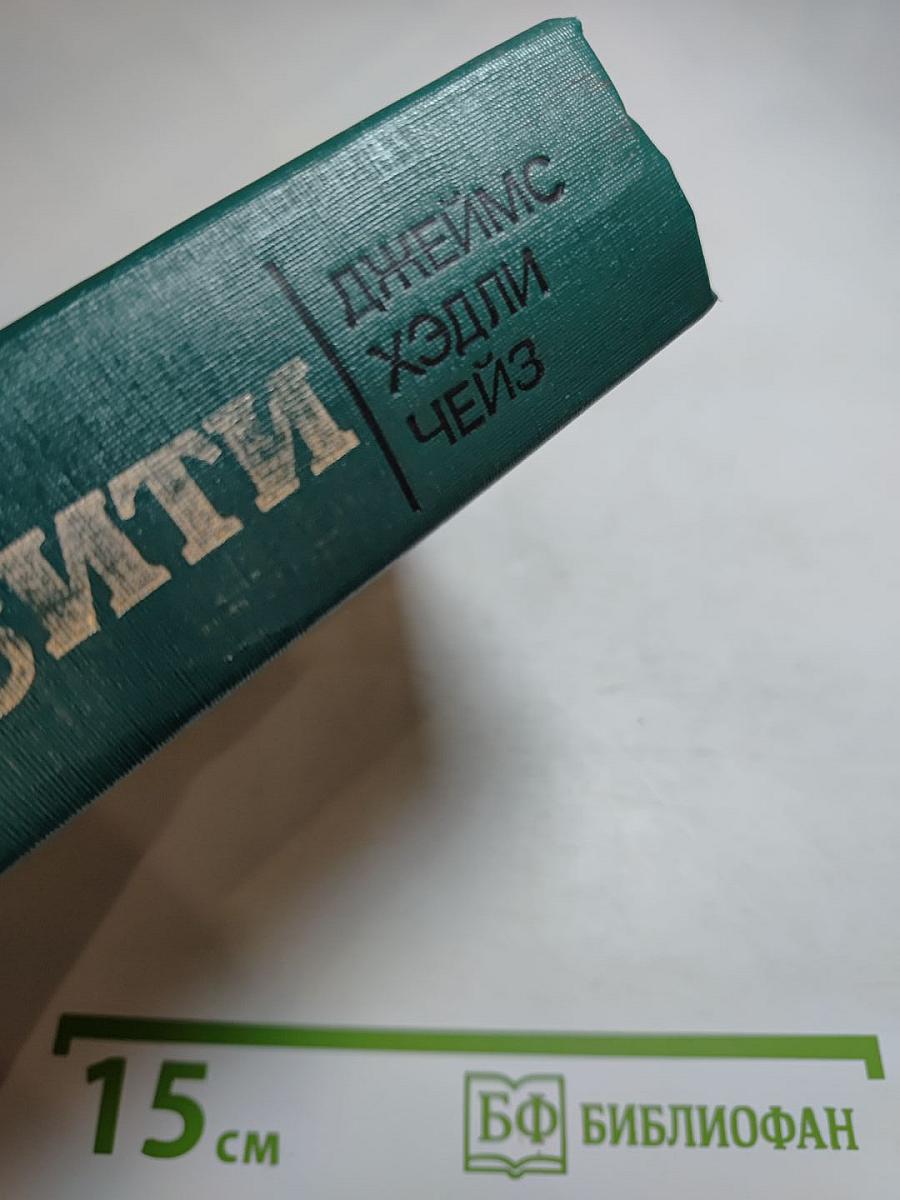 ДЖЕЙМС
ХЭДЛИ
ЧЕЙЗ
ВИТИ
15 см
БФ БИБЛИОФАН